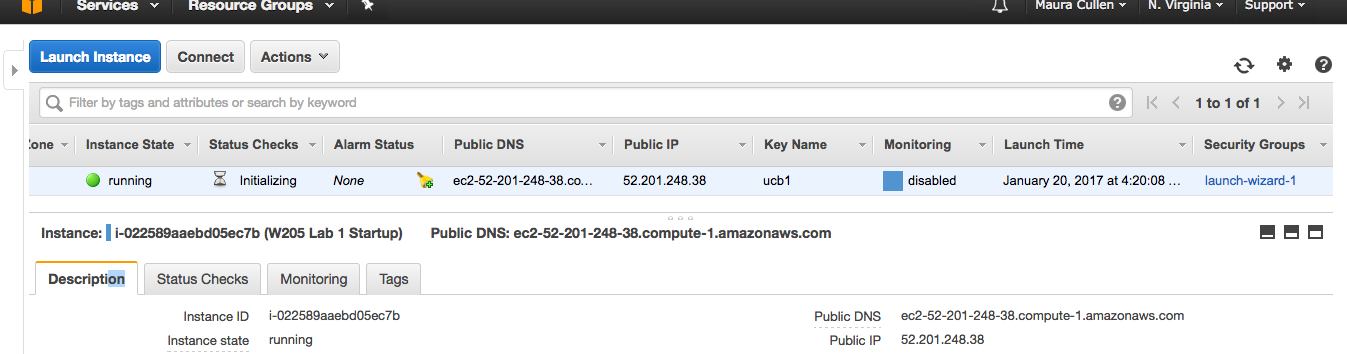 Services Resource Groups Maura Cullen N. Virginia Support
Launch Instance Connect Actions
Filter by tags and attributes or search by keyword 1 to 1 of 1
Zone Instance State Status Checks Alarm Status Public DNS Public IP Key Name Monitoring Launch Time Security Groups
running Initializing None ec2-52-201-248-38.co... 52.201.248.38 ucb1 disabled January 20, 2017 at 4:20:08 ... launch-wizard-1
Instance: i-022589aaebd05ec7b (W205 Lab 1 Startup) Public DNS: ec2-52-201-248-38.compute-1.amazonaws.com
Description Status Checks Monitoring Tags
Instance ID i-022589aaebd05ec7b Public DNS ec2-52-201-248-38.compute-1.amazonaws.com
Instance state running Public IP 52.201.248.38